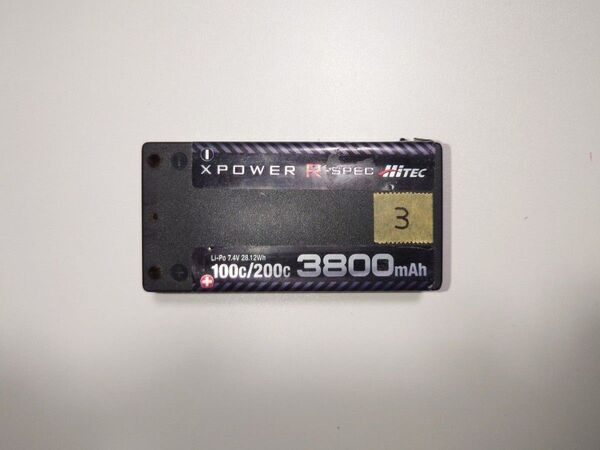 XPOWER R-SPEC HiTEC
3
Li-Po 7.4V 28.12Wh
100c/200c 3800mAh